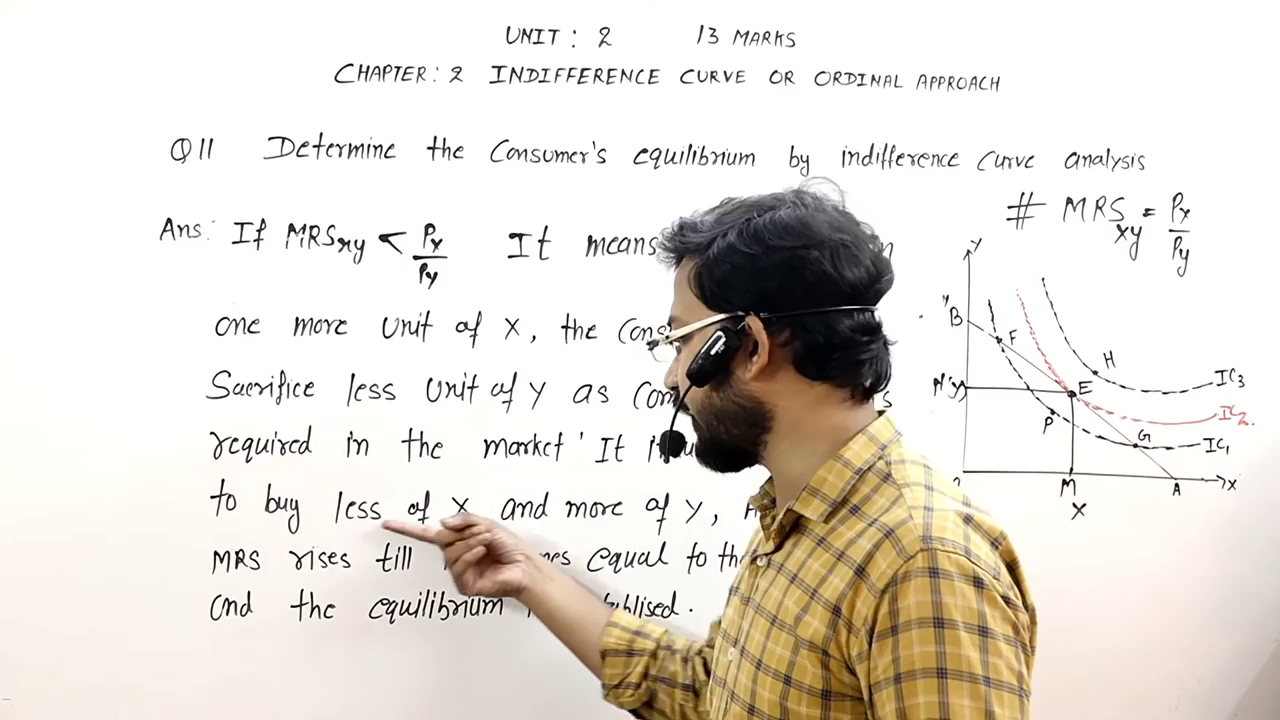 UNIT: 2 13 MARKS
CHAPTER: 2 INDIFFERENCE CURVE OR ORDINAL APPROACH
Q11 Determine the Consumer's equilibrium by indifference Curve analysis
Ans: If MRSxy < Px/Py It means
one more unit of X, the
Sacrifice less Unit of Y as
required in the market ' It
to buy less of X and more of Y,
MRS rises till equal to
and the equilibrium
# MRSxy = Px/Py
Y
B
F
H
IC3
E
IC2
P
G
IC1
M
A
X
X